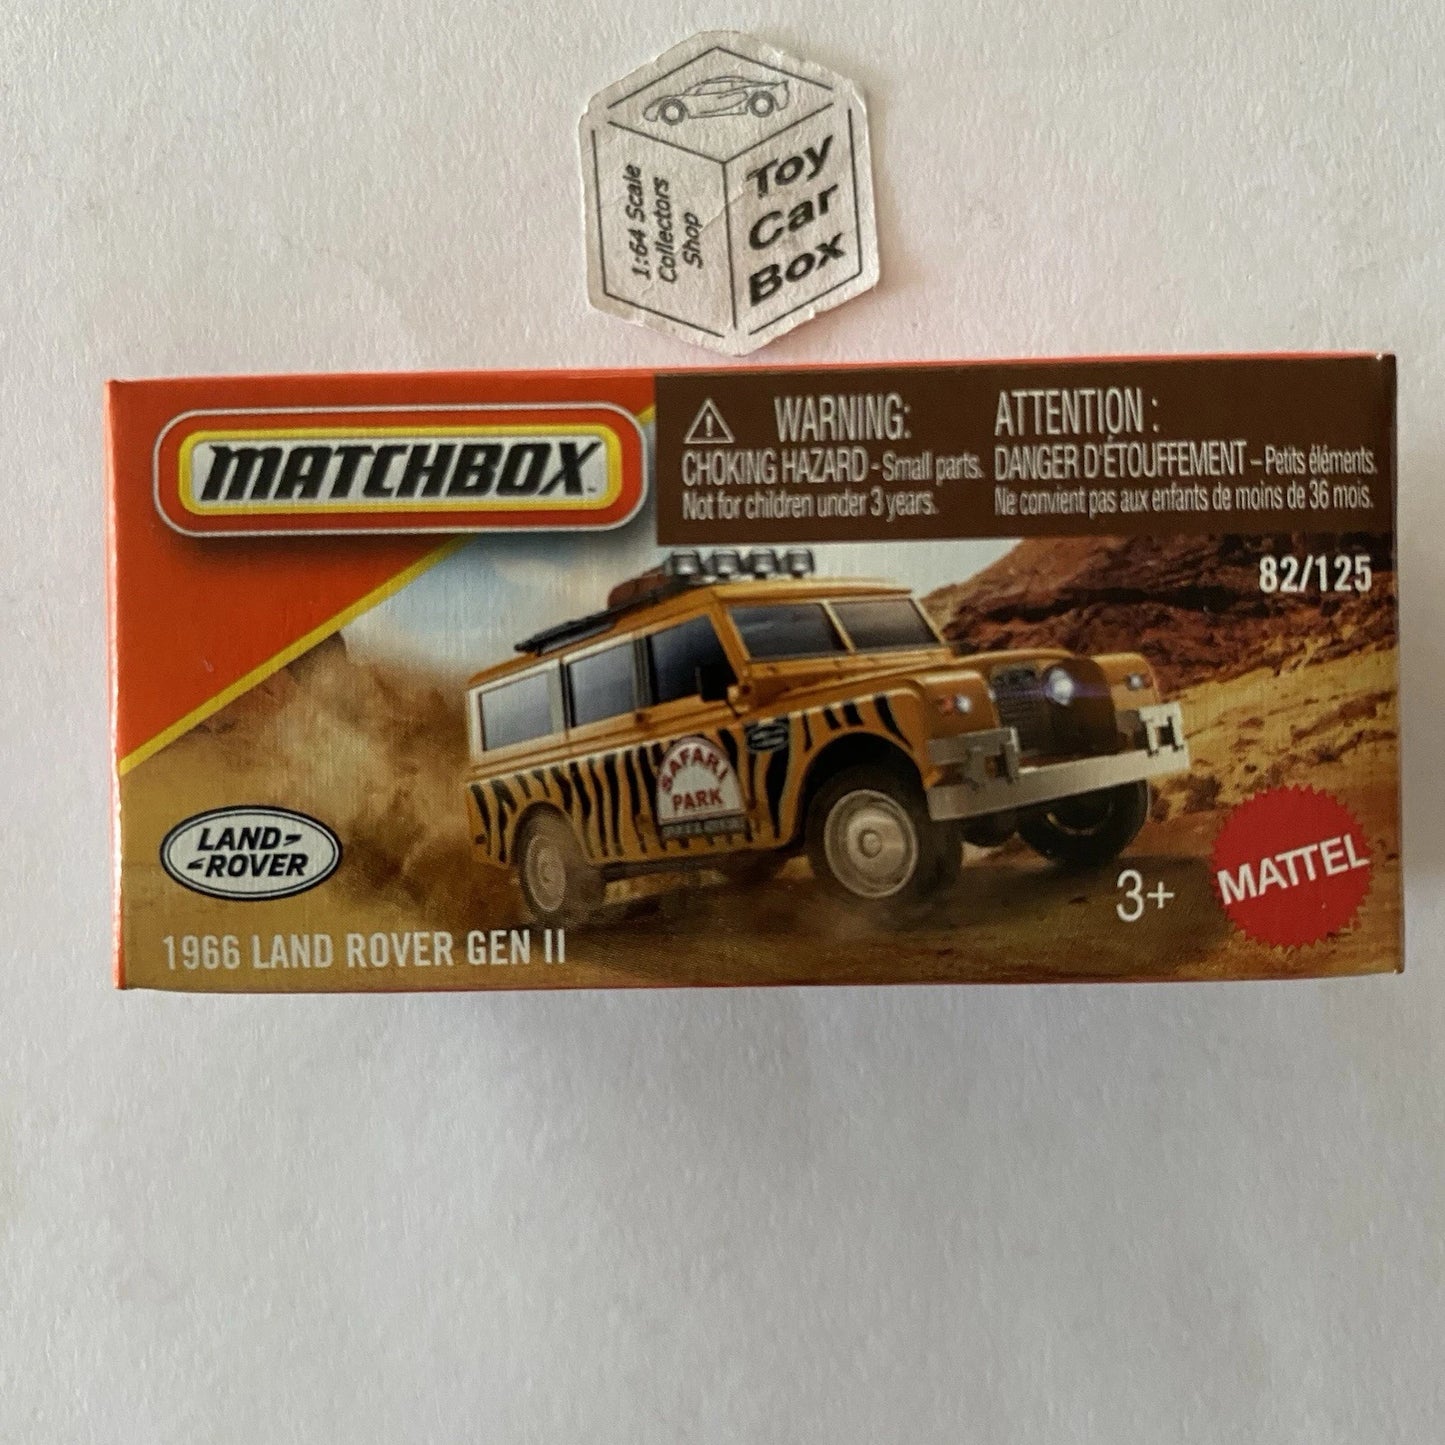 1:64 Scale
Collectors
Shop
Toy
Car
Box
MATCHBOX™
WARNING:
CHOKING HAZARD - Small parts.
Not for children under 3 years.
ATTENTION :
DANGER D'ÉTOUFFEMENT – Petits éléments.
Ne convient pas aux enfants de moins de 36 mois.
82/125
SAFARI
PARK
LAND-
-ROVER
1966 LAND ROVER GEN II
3+
MATTEL